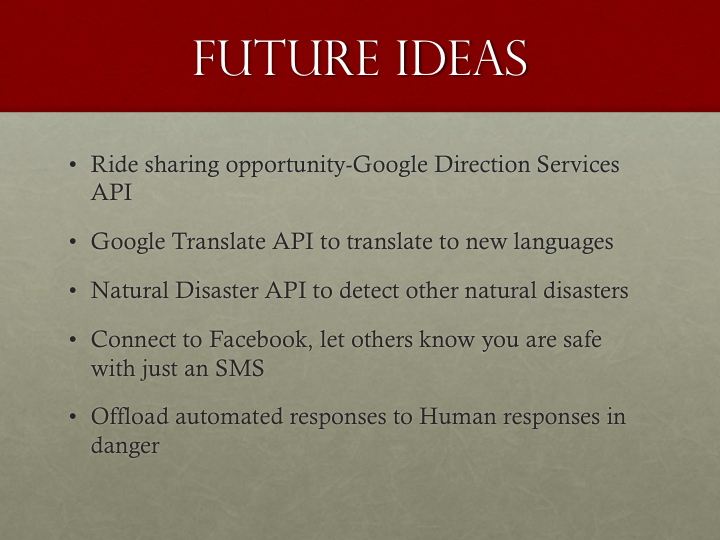 FUTURE IDEAS
• Ride sharing opportunity-Google Direction Services
API
• Google Translate API to translate to new languages
• Natural Disaster API to detect other natural disasters
• Connect to Facebook, let others know you are safe
with just an SMS
• Offload automated responses to Human responses in
danger